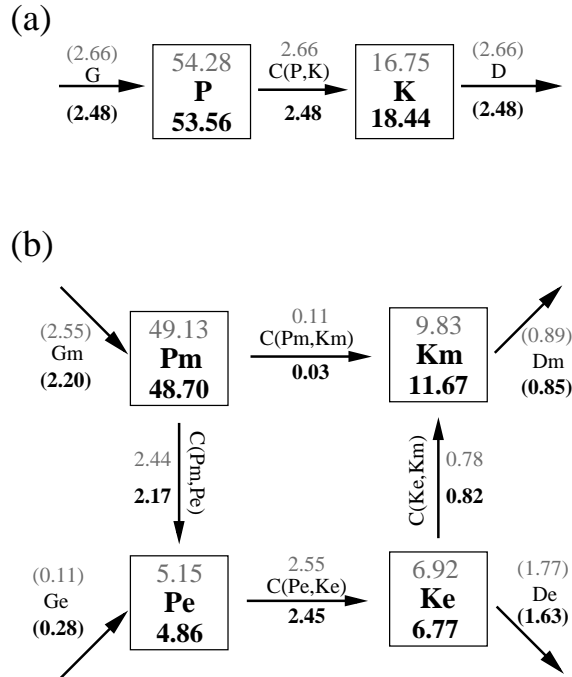 (a)
(2.66)
G
(2.48)
54.28
P
53.56
2.66
C(P,K)
2.48
16.75
K
18.44
(2.66)
D
(2.48)
(b)
(2.55)
Gm
(2.20)
49.13
Pm
48.70
0.11
C(Pm,Km)
0.03
9.83
Km
11.67
(0.89)
Dm
(0.85)
2.44
2.17
C(Pm,Pe)
C(Ke,Km)
0.78
0.82
(0.11)
Ge
(0.28)
5.15
Pe
4.86
2.55
C(Pe,Ke)
2.45
6.92
Ke
6.77
(1.77)
De
(1.63)